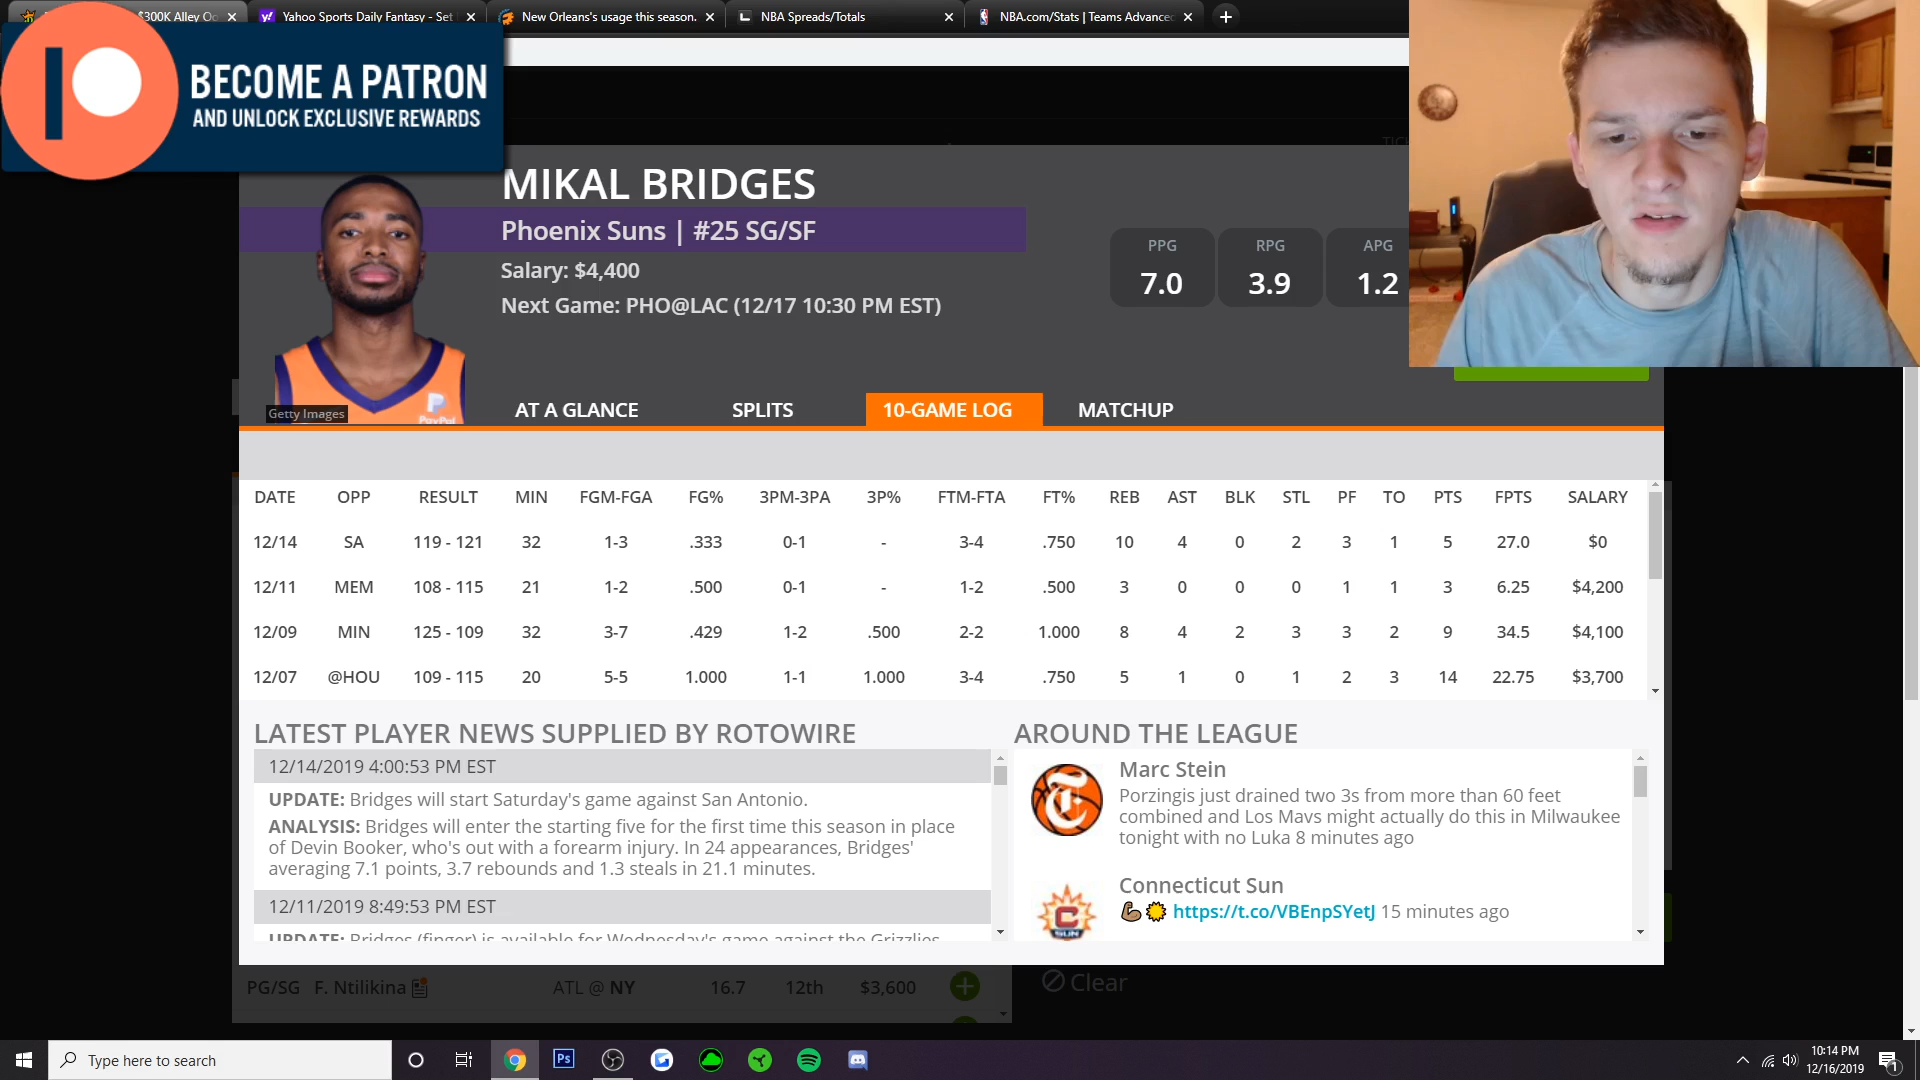 $300K Alley Oo
Yahoo Sports Daily Fantasy - Set
New Orleans's usage this season.
NBA Spreads/Totals
NBA.com/Stats | Teams Advance
BECOME A PATRON
AND UNLOCK EXCLUSIVE REWARDS
MIKAL BRIDGES
Phoenix Suns | #25 SG/SF
Salary: $4,400
Next Game: PHO@LAC (12/17 10:30 PM EST)
PPG RPG APG
7.0 3.9 1.2
PayPal
Getty Images
AT A GLANCE SPLITS 10-GAME LOG MATCHUP
DATE OPP RESULT MIN FGM-FGA FG% 3PM-3PA 3P% FTM-FTA FT% REB AST BLK STL PF TO PTS FPTS SALARY
12/14 SA 119 - 121 32 1-3 .333 0-1 - 3-4 .750 10 4 0 2 3 1 5 27.0 $0
12/11 MEM 108 - 115 21 1-2 .500 0-1 - 1-2 .500 3 0 0 0 1 1 3 6.25 $4,200
12/09 MIN 125 - 109 32 3-7 .429 1-2 .500 2-2 1.000 8 4 2 3 3 2 9 34.5 $4,100
12/07 @HOU 109 - 115 20 5-5 1.000 1-1 1.000 3-4 .750 5 1 0 1 2 3 14 22.75 $3,700
LATEST PLAYER NEWS SUPPLIED BY ROTOWIRE
12/14/2019 4:00:53 PM EST
UPDATE: Bridges will start Saturday's game against San Antonio.
ANALYSIS: Bridges will enter the starting five for the first time this season in place
of Devin Booker, who's out with a forearm injury. In 24 appearances, Bridges'
averaging 7.1 points, 3.7 rebounds and 1.3 steals in 21.1 minutes.
12/11/2019 8:49:53 PM EST
UPDATE: Bridges (finger) is available for Wednesday's game against the Grizzlies
AROUND THE LEAGUE
Marc Stein
Porzingis just drained two 3s from more than 60 feet
combined and Los Mavs might actually do this in Milwaukee
tonight with no Luka 8 minutes ago
Connecticut Sun
💪🏽☀️ https://t.co/VBEnpSYetJ 15 minutes ago
PG/SG F. Ntilikina ATL @ NY 16.7 12th $3,600
Clear
Type here to search
Ps
10:14 PM
12/16/2019
1